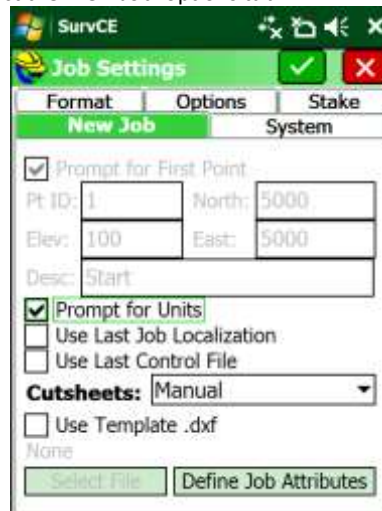 SurvCE
Job Settings
Format Options Stake
New Job System
Prompt for First Point
Pt ID: 1 North: 5000
Elev: 100 East: 5000
Desc: Start
Prompt for Units
Use Last Job Localization
Use Last Control File
Cutsheets: Manual
Use Template .dxf
None
Select File Define Job Attributes